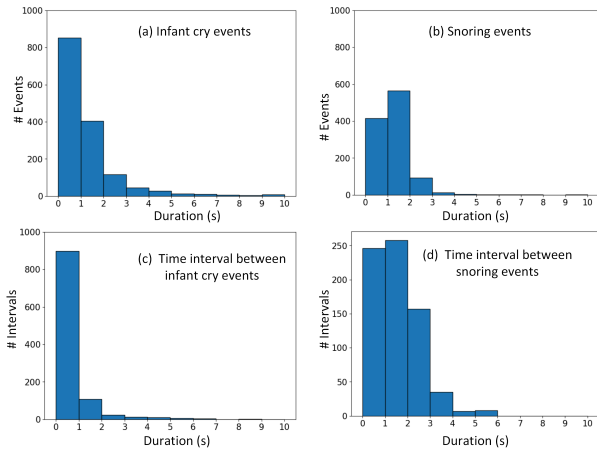 (a) Infant cry events
# Events
1000
800
600
400
200
0
0 1 2 3 4 5 6 7 8 9 10
Duration (s)
(b) Snoring events
# Events
1000
800
600
400
200
0
0 1 2 3 4 5 6 7 8 9 10
Duration (s)
(c) Time interval between
infant cry events
# Intervals
1000
800
600
400
200
0
0 1 2 3 4 5 6 7 8 9 10
Duration (s)
(d) Time interval between
snoring events
# Intervals
250
200
150
100
50
0
0 1 2 3 4 5 6 7 8 9 10
Duration (s)